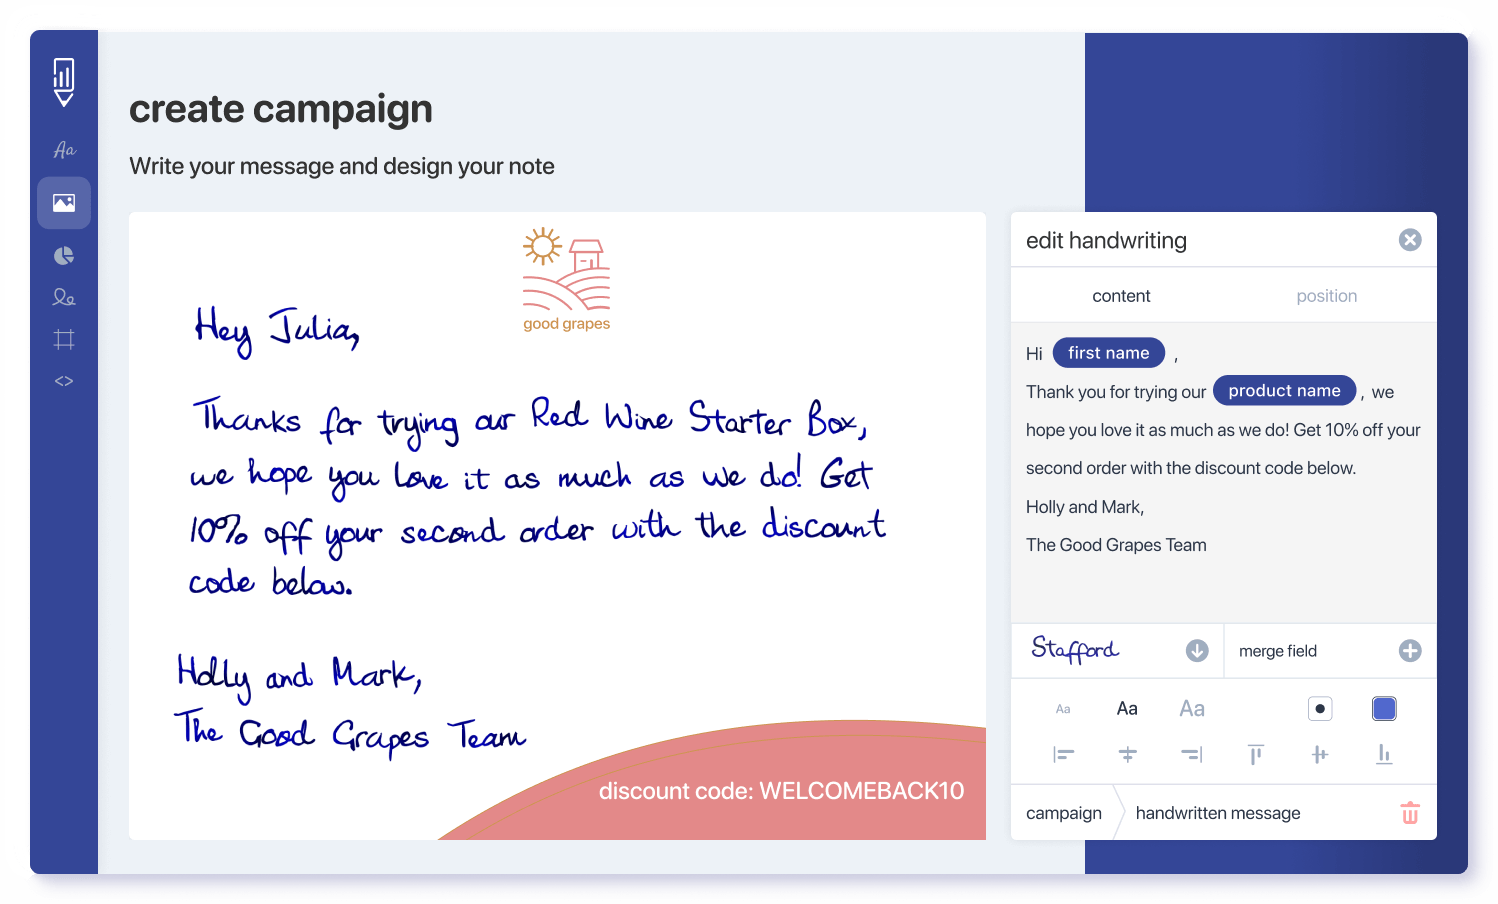 create campaign
Write your message and design your note
Aa
<>
good grapes
Hey Julia,
Thanks for trying our Red Wine Starter Box,
we hope you love it as much as we do! Get
10% off your second order with the discount
code below.
Holly and Mark,
The Good Grapes Team
discount code: WELCOMEBACK10
edit handwriting
content position
Hi first name ,
Thank you for trying our product name , we
hope you love it as much as we do! Get 10% off your
second order with the discount code below.
Holly and Mark,
The Good Grapes Team
Stafford merge field
Aa Aa Aa
campaign handwritten message